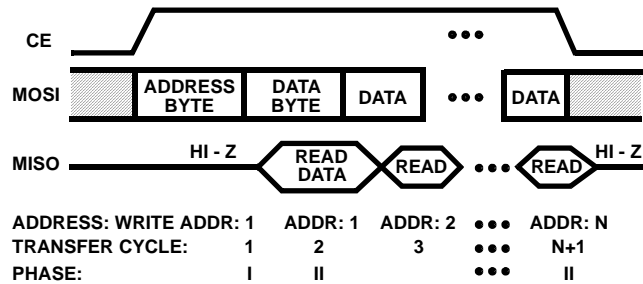 CE •••
MOSI ADDRESS BYTE DATA BYTE DATA ••• DATA
MISO HI - Z READ DATA READ ••• READ HI - Z
ADDRESS: WRITE ADDR: 1 ADDR: 1 ADDR: 2 ••• ADDR: N
TRANSFER CYCLE: 1 2 3 ••• N+1
PHASE: I II ••• II